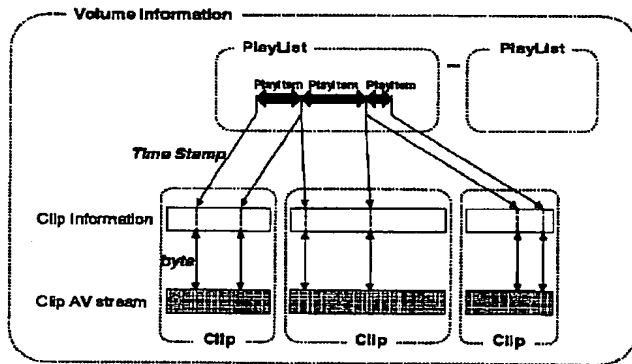 Volume Information
PlayList
PlayList
PlayItem PlayItem PlayItem
Time Stamp
Clip Information
byte
Clip AV stream
Clip
Clip
Clip